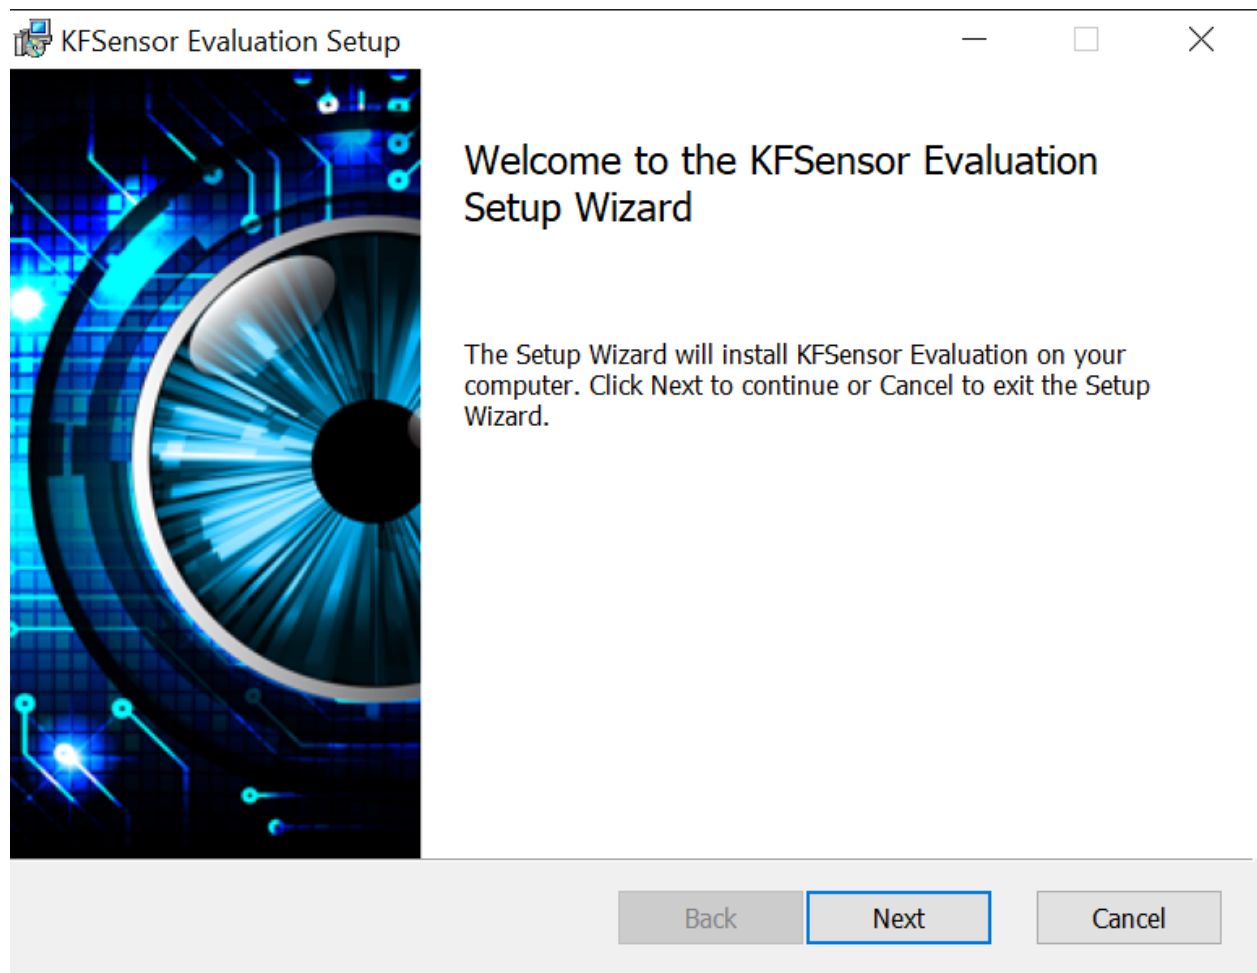 KFSensor Evaluation Setup
Welcome to the KFSensor Evaluation
Setup Wizard
The Setup Wizard will install KFSensor Evaluation on your
computer. Click Next to continue or Cancel to exit the Setup
Wizard.
Back
Next
Cancel